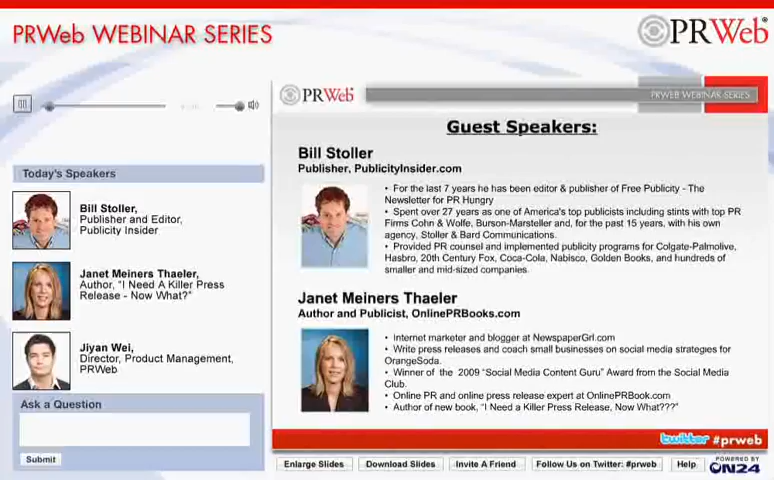 PRWeb WEBINAR SERIES
PRWeb®
PRWeb
PRWEB WEBINAR SERIES
Today's Speakers
Bill Stoller,
Publisher and Editor,
Publicity Insider
Janet Meiners Thaeler,
Author, "I Need A Killer Press
Release - Now What?"
Jiyan Wei,
Director, Product Management,
PRWeb
Ask a Question
Submit
Guest Speakers:
Bill Stoller
Publisher, PublicityInsider.com
• For the last 7 years he has been editor & publisher of Free Publicity - The
Newsletter for PR Hungry
• Spent over 27 years as one of America's top publicists including stints with top PR
Firms Cohn & Wolfe, Burson-Marsteller and, for the past 15 years, with his own
agency, Stoller & Bard Communications.
• Provided PR counsel and implemented publicity programs for Colgate-Palmolive,
Hasbro, 20th Century Fox, Coca-Cola, Nabisco, Golden Books, and hundreds of
smaller and mid-sized companies.
Janet Meiners Thaeler
Author and Publicist, OnlinePRBooks.com
• Internet marketer and blogger at NewspaperGrl.com
• Write press releases and coach small businesses on social media strategies for
OrangeSoda.
• Winner of the 2009 "Social Media Content Guru" Award from the Social Media
Club.
• Online PR and online press release expert at OnlinePRBook.com
• Author of new book, "I Need a Killer Press Release, Now What???"
twitter #prweb
Enlarge Slides
Download Slides
Invite A Friend
Follow Us on Twitter: #prweb
Help
POWERED BY
ON24